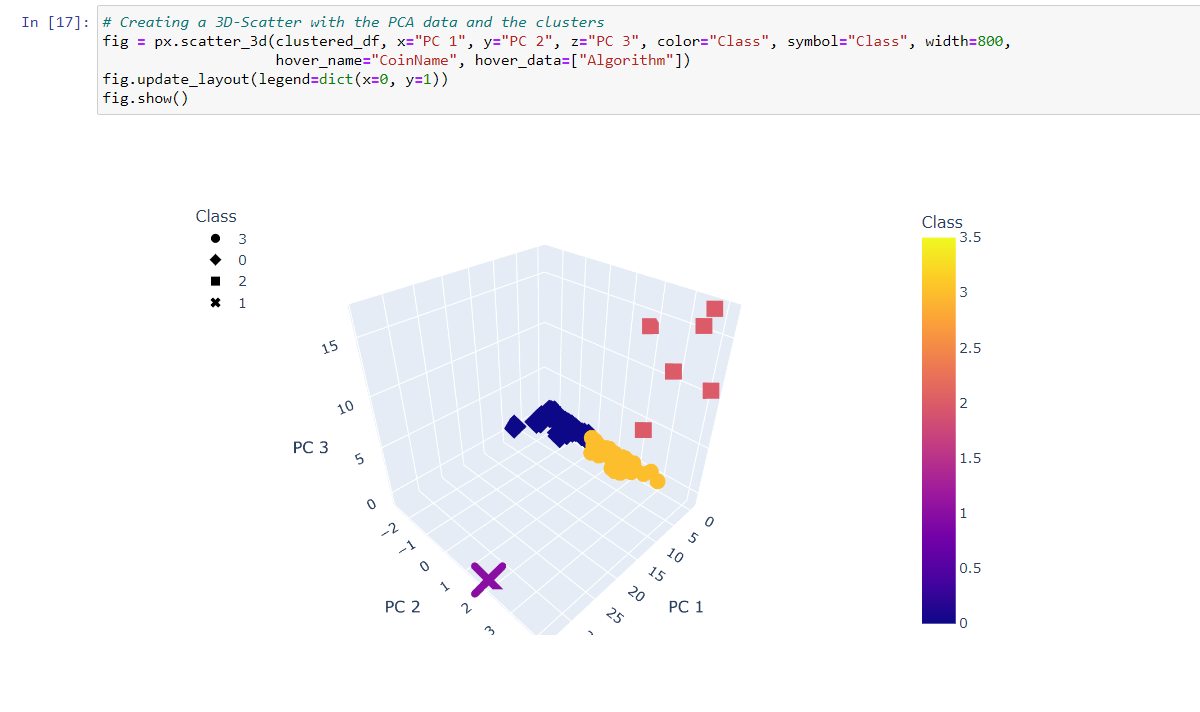 In [17]: # Creating a 3D-Scatter with the PCA data and the clusters
fig = px.scatter_3d(clustered_df, x="PC 1", y="PC 2", z="PC 3", color="Class", symbol="Class", width=800,
hover_name="CoinName", hover_data=["Algorithm"])
fig.update_layout(legend=dict(x=0, y=1))
fig.show()
Class
3
0
2
1
15
10
5
0
PC 3
−2
−1
0
1
2
3
PC 2
0
5
10
15
20
25
PC 1
Class
3.5
3
2.5
2
1.5
1
0.5
0